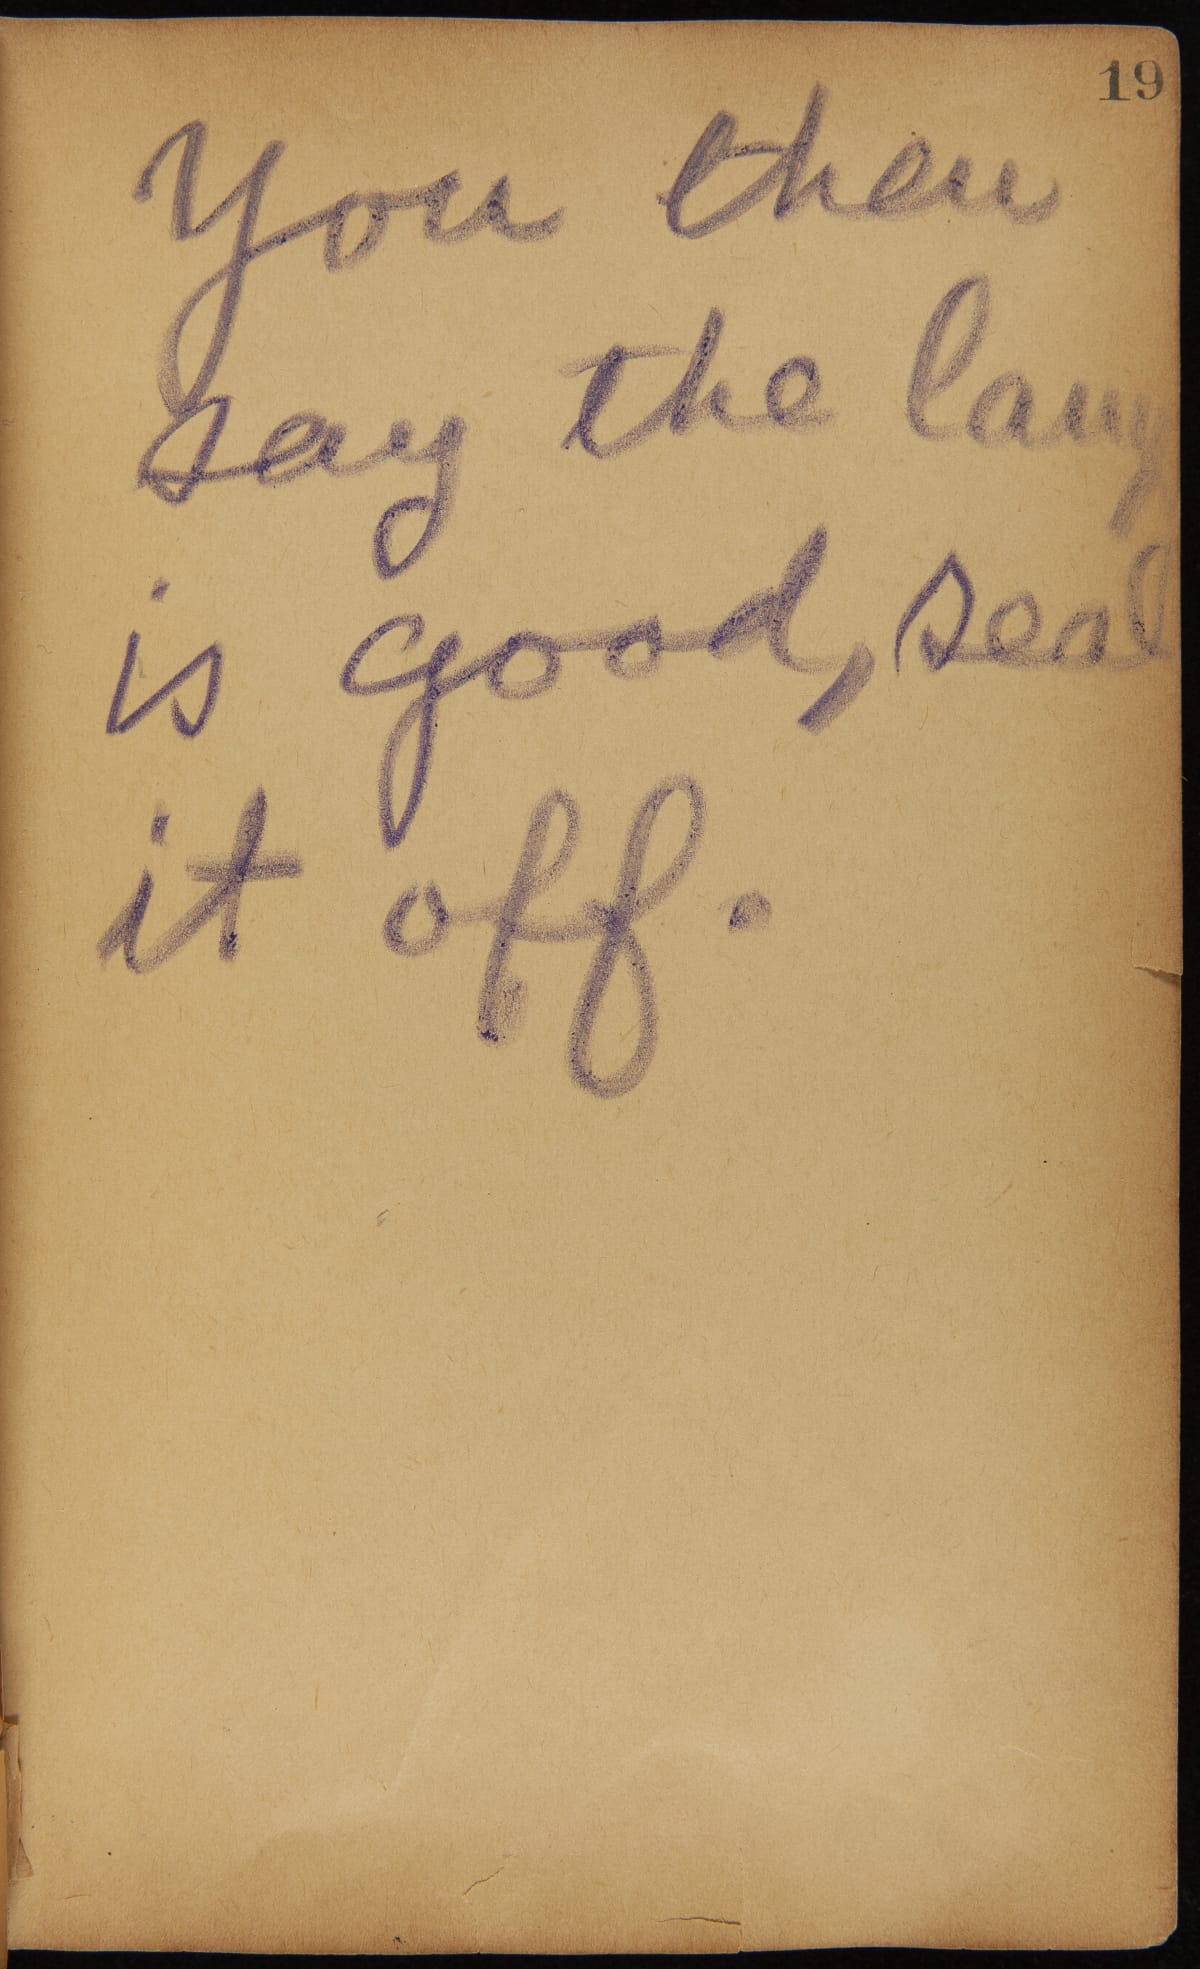 19
You then
say the lamp
is good, seal
it off.